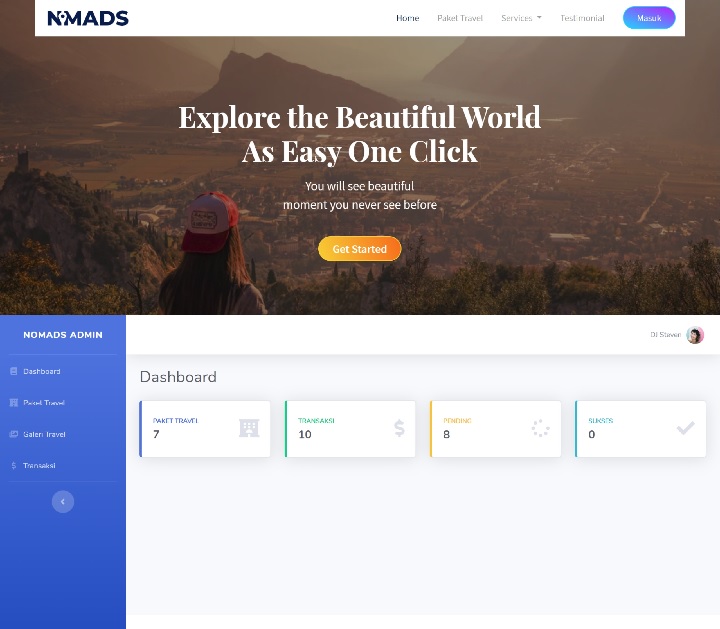 NOMADS
Home Paket Travel Services Testimonial Masuk
Explore the Beautiful World
As Easy One Click
You will see beautiful
moment you never see before
Get Started
NOMADS ADMIN
DJ Steven
Dashboard
Paket Travel
Galeri Travel
Transaksi
Dashboard
PAKET TRAVEL
7
TRANSAKSI
10
PENDING
8
SUKSES
0